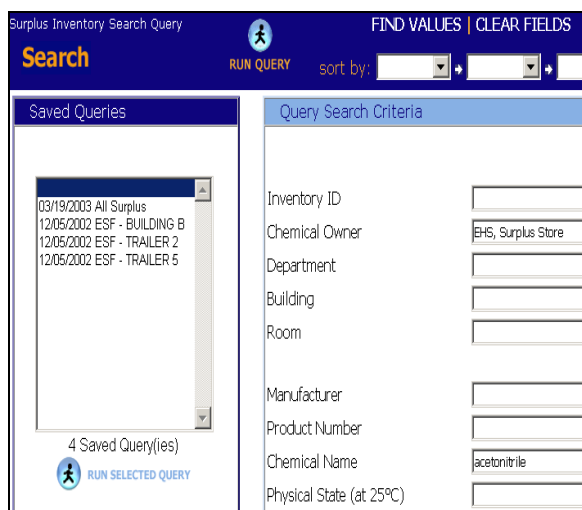 Surplus Inventory Search Query
Search
RUN QUERY
FIND VALUES | CLEAR FIELDS
sort by:
Saved Queries
03/19/2003 All Surplus
12/05/2002 ESF - BUILDING B
12/05/2002 ESF - TRAILER 2
12/05/2002 ESF - TRAILER 5
4 Saved Query(ies)
RUN SELECTED QUERY
Query Search Criteria
Inventory ID
Chemical Owner EHS, Surplus Store
Department
Building
Room
Manufacturer
Product Number
Chemical Name acetonitrile
Physical State (at 25ºC)